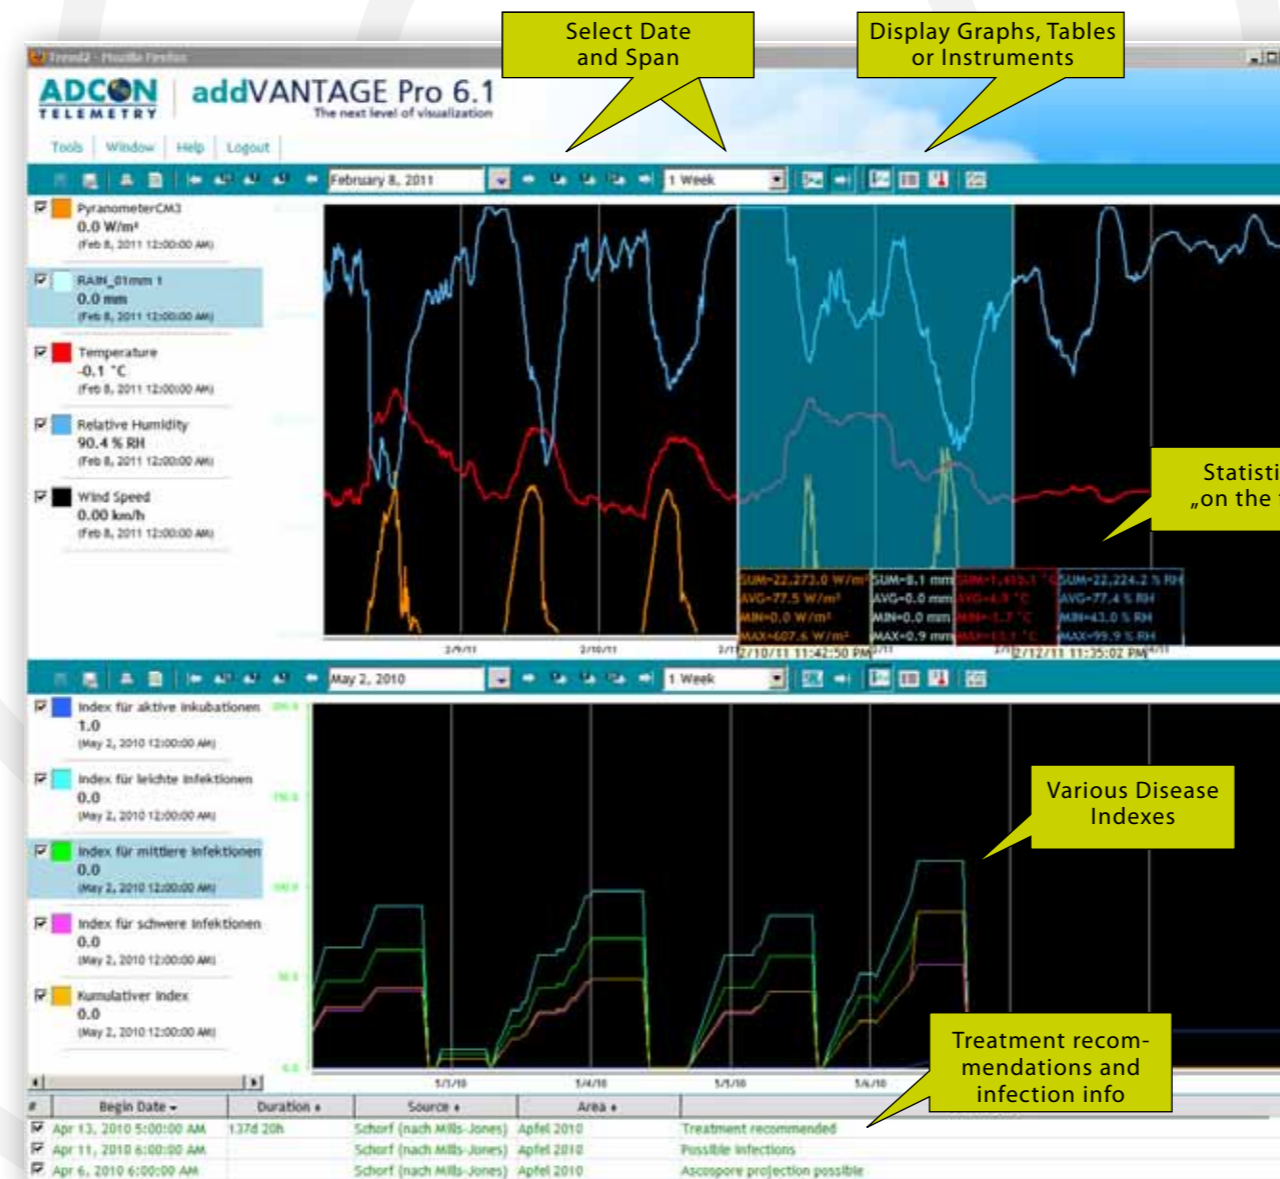 Select Date
and Span
Display Graphs, Tables
or Instruments
Trend2 - Mozilla Firefox
ADCON
TELEMETRY
addVANTAGE Pro 6.1
The next level of visualization
Tools Window Help Logout
February 8, 2011
1 Week
PyranometerCM3
0.0 W/m²
(Feb 8, 2011 12:00:00 AM)
RAIN_01mm 1
0.0 mm
(Feb 8, 2011 12:00:00 AM)
Temperature
-0.1 °C
(Feb 8, 2011 12:00:00 AM)
Relative Humidity
90.4 % RH
(Feb 8, 2011 12:00:00 AM)
Wind Speed
0.00 km/h
(Feb 8, 2011 12:00:00 AM)
Statisti
„on the
SUM=22,273.0 W/m² SUM=8.1 mm SUM=22,224.2 % RH
AVG=77.5 W/m² AVG=0.0 mm AVG=77.4 % RH
MIN=0.0 W/m² MIN=0.0 mm MIN=43.0 % RH
MAX=607.6 W/m² MAX=0.9 mm MAX=99.9 % RH
2/9/11 2/10/11 2/10/11 11:42:50 PM 2/12/11 11:35:02 PM
May 2, 2010
1 Week
Index für aktive Inkubationen
1.0
(May 2, 2010 12:00:00 AM)
Index für leichte Infektionen
0.0
(May 2, 2010 12:00:00 AM)
Index für mittlere Infektionen
0.0
(May 2, 2010 12:00:00 AM)
Index für schwere Infektionen
0.0
(May 2, 2010 12:00:00 AM)
Kumulativer Index
0.0
(May 2, 2010 12:00:00 AM)
150.0
100.0
50.0
0.0
Various Disease
Indexes
5/3/10 5/4/10 5/5/10 5/6/10
Treatment recom-
mendations and
infection info
# Begin Date Duration Source Area
Apr 13, 2010 5:00:00 AM 137d 20h Schorf (nach Mills-Jones) Apfel 2010 Treatment recommended
Apr 11, 2010 6:00:00 AM Schorf (nach Mills-Jones) Apfel 2010 Possible infections
Apr 6, 2010 6:00:00 AM Schorf (nach Mills-Jones) Apfel 2010 Ascospore projection possible